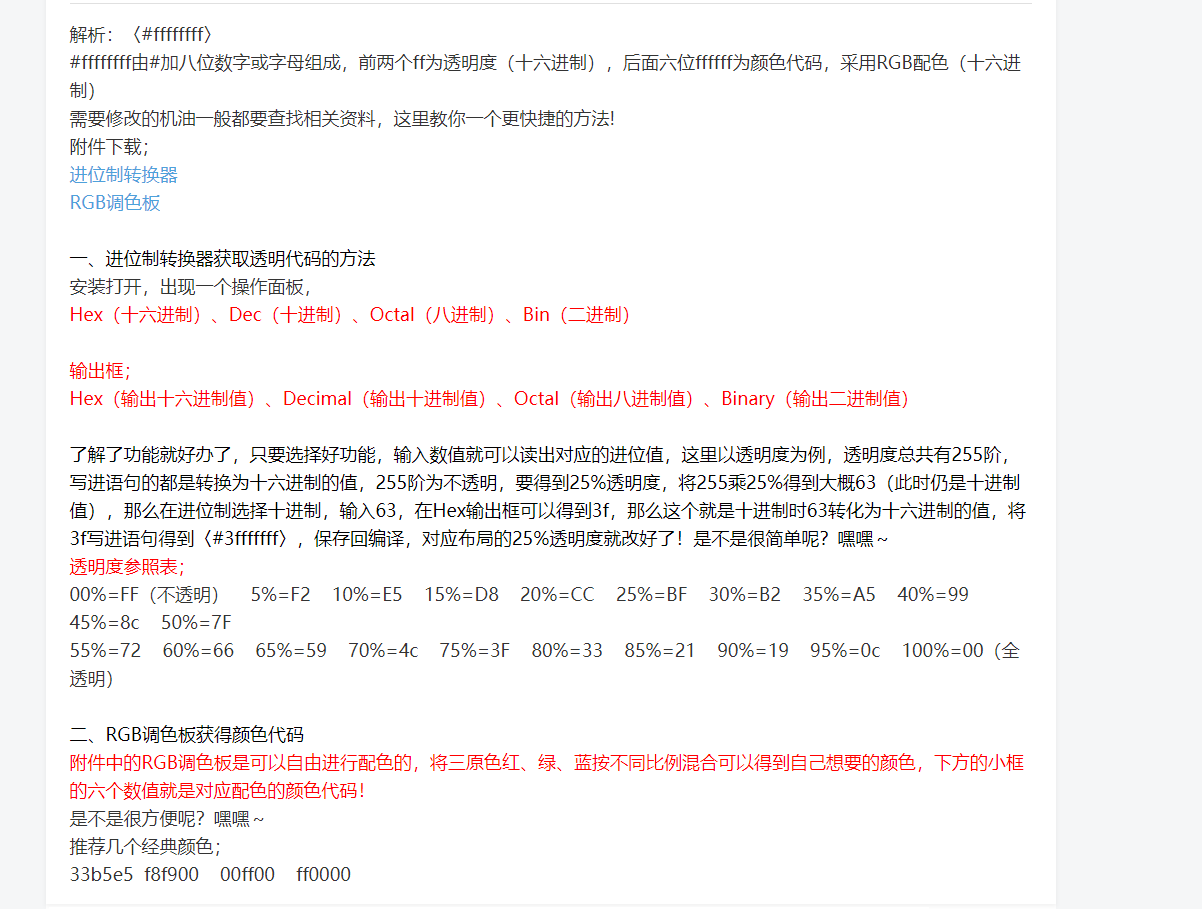 解析：〈#ffffffff〉
#ffffffff由#加八位数字或字母组成，前两个ff为透明度（十六进制），后面六位ffffff为颜色代码，采用RGB配色（十六进
制）
需要修改的机油一般都要查找相关资料，这里教你一个更快捷的方法!
附件下载；
进位制转换器
RGB调色板
一、进位制转换器获取透明代码的方法
安装打开，出现一个操作面板，
Hex（十六进制）、Dec（十进制）、Octal（八进制）、Bin（二进制）
输出框；
Hex（输出十六进制值）、Decimal（输出十进制值）、Octal（输出八进制值）、Binary（输出二进制值）
了解了功能就好办了，只要选择好功能，输入数值就可以读出对应的进位值，这里以透明度为例，透明度总共有255阶，
写进语句的都是转换为十六进制的值，255阶为不透明，要得到25%透明度，将255乘25%得到大概63（此时仍是十进制
值），那么在进位制选择十进制，输入63，在Hex输出框可以得到3f，那么这个就是十进制时63转化为十六进制的值，将
3f写进语句得到〈#3fffffff〉，保存回编译，对应布局的25%透明度就改好了！是不是很简单呢？嘿嘿～
透明度参照表；
00%=FF（不透明） 5%=F2 10%=E5 15%=D8 20%=CC 25%=BF 30%=B2 35%=A5 40%=99
45%=8c 50%=7F
55%=72 60%=66 65%=59 70%=4c 75%=3F 80%=33 85%=21 90%=19 95%=0c 100%=00（全
透明）
二、RGB调色板获得颜色代码
附件中的RGB调色板是可以自由进行配色的，将三原色红、绿、蓝按不同比例混合可以得到自己想要的颜色，下方的小框
的六个数值就是对应配色的颜色代码！
是不是很方便呢？嘿嘿～
推荐几个经典颜色；
33b5e5 f8f900 00ff00 ff0000